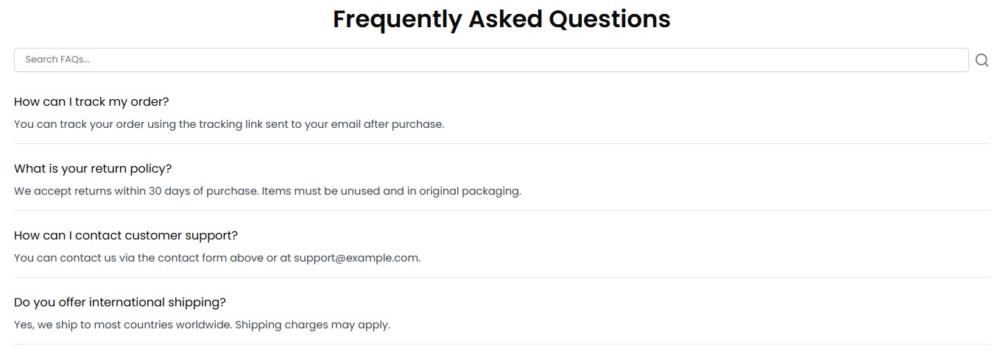 Frequently Asked Questions
Search FAQs...
How can I track my order?
You can track your order using the tracking link sent to your email after purchase.
What is your return policy?
We accept returns within 30 days of purchase. Items must be unused and in original packaging.
How can I contact customer support?
You can contact us via the contact form above or at support@example.com.
Do you offer international shipping?
Yes, we ship to most countries worldwide. Shipping charges may apply.